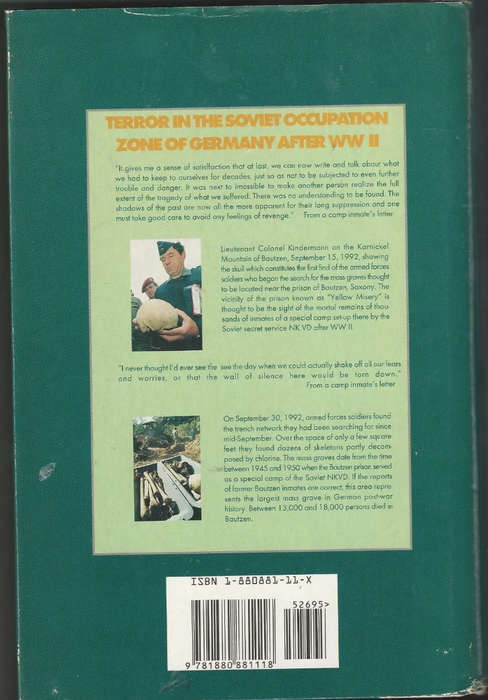 TERROR IN THE SOVIET OCCUPATION
ZONE OF GERMANY AFTER WW II
"It gives me a sense of satisfaction that at last, we can now write and talk about what
we had to keep to ourselves for decades, just so as not to be subjected to even further
trouble and danger. It was next to imossible to make another person realize the full
extent of the tragedy of what we suffered. There was no understanding to be found. The
shadows of the past are now all the more apparent for their long suppression and one
must take good care to avoid any feelings of revenge." From a camp inmate's letter
Lieutenant Colonel Kindermann on the Karnickel
Mountain of Bautzen, September 15, 1992, showing
the skull which constitutes the first find of the armed forces
soldiers who began the search for the mass graves thought
to be located near the prison of Bautzen, Saxony. The
vicinity of the prison known as "Yellow Misery" is
thought to be the sight of the mortal remains of thou
sands of inmates of a special camp set-up there by the
Soviet secret service NK VD after WW II.
"I never thought I'd ever see the see the day when we could actually shake off all our fears
and worries, or that the wall of silence here would be torn down."
From a camp inmate's letter
On September 30, 1992, armed forces soldiers found
the trench network they had been searching for since
mid-September. Over the space of only a few square
feet they found dozens of skeletons partly decom-
posed by chlorine. The mass graves date from the time
between 1945 and 1950 when the Bautzen prison served
as a special camp of the Soviet NKVD. If the reports
of former Bautzen inmates are correct, this area repre-
sents the largest mass grave in German post-war
history. Between 13,000 and 18,000 persons died in
Bautzen.
ISBN 1-880881-11-X
52695>
9 781880 881118